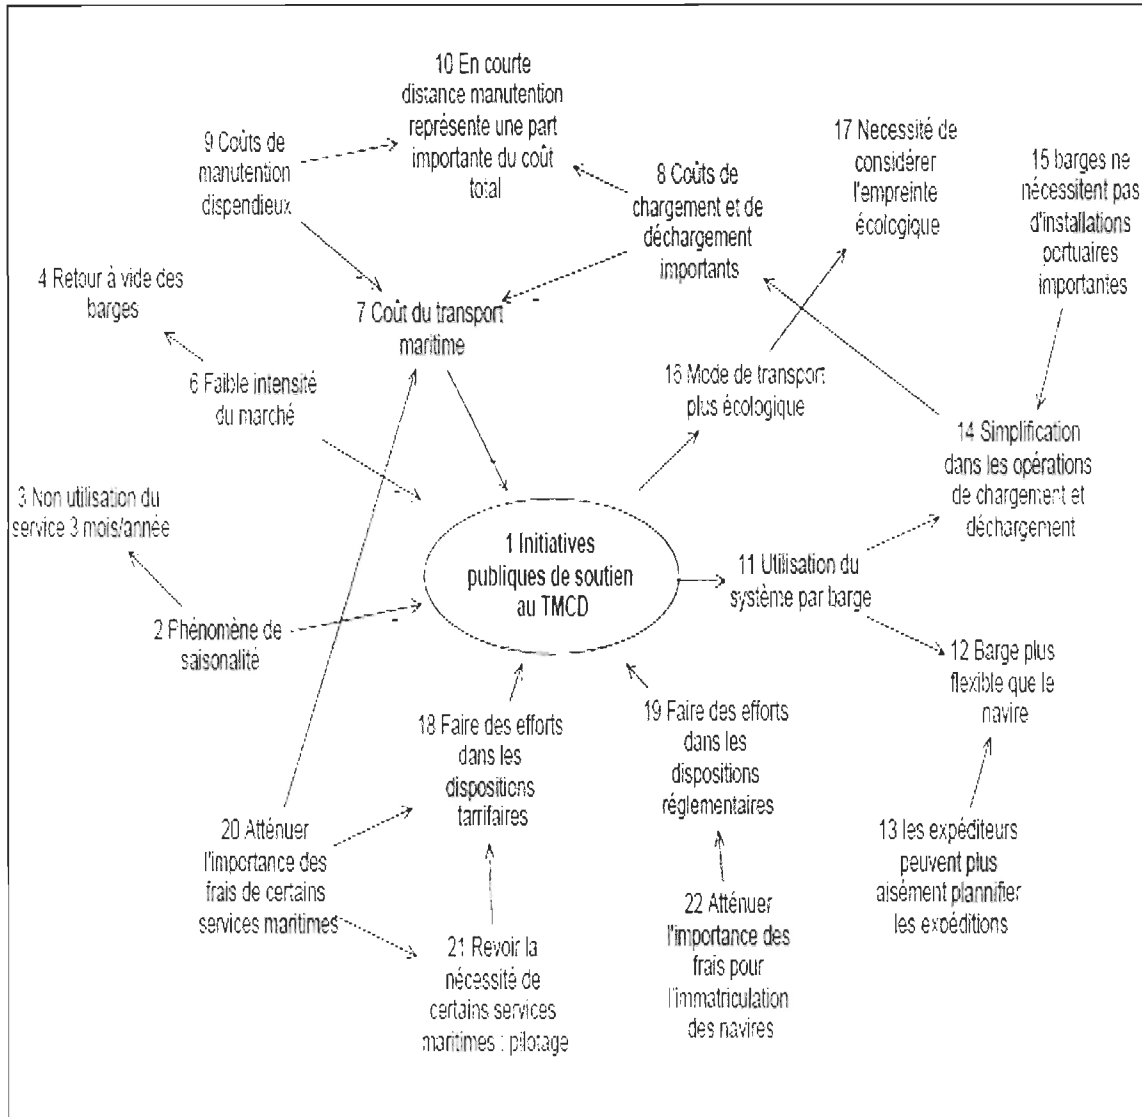 10 En courte
distance manutention
représente une part
importante du coût
total
9 Coûts de
manutention
dispendieux
8 Coûts de
chargement et de
déchargement
importants
17 Necessité de
considérer
l'empreinte
écologique
15 barges ne
nécessitent pas
d'installations
portuaires
importantes
4 Retour à vide des
barges
7 Coût du transport
maritime
-
-
6 Faible intensité
du marché
16 Mode de transport
plus écologique
14 Simplification
dans les opérations
de chargement et
déchargement
3 Non utilisation du
service 3 mois/année
-
-
1 Initiatives
publiques de soutien
au TMCD
11 Utilisation du
système par barge
2 Phénomène de
saisonalité
-
12 Barge plus
flexible que le
navire
18 Faire des efforts
dans les
dispositions
tarrifaires
19 Faire des efforts
dans les
dispositions
réglementaires
20 Atténuer
l'importance des
frais de certains
services maritimes
13 les expéditeurs
peuvent plus
aisément plannifier
les expéditions
21 Revoir la
nécessité de
certains services
maritimes : pilotage
22 Atténuer
l'importance des
frais pour
l'immatriculation
des navires